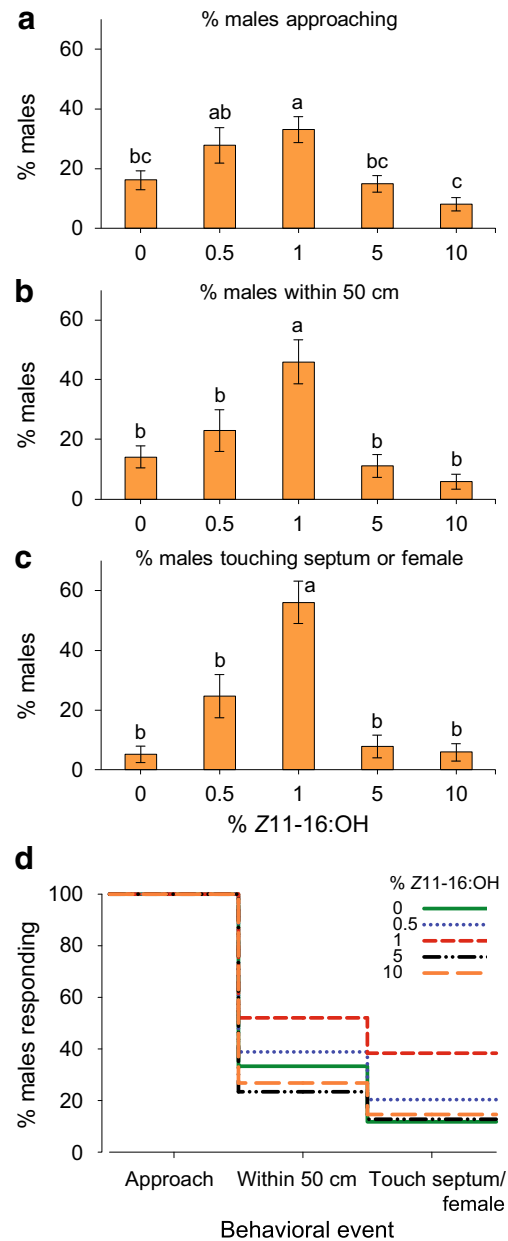 a
% males approaching
60
40
20
0
% males
bc
ab
a
bc
c
0 0.5 1 5 10
b
% males within 50 cm
60
40
20
0
% males
b
b
a
b
b
0 0.5 1 5 10
c
% males touching septum or female
60
40
20
0
% males
b
b
a
b
b
0 0.5 1 5 10
% Z11-16:OH
d
100
80
60
40
20
0
% males responding
% Z11-16:OH
0
0.5
1
5
10
Approach Within 50 cm Touch septum/
female
Behavioral event